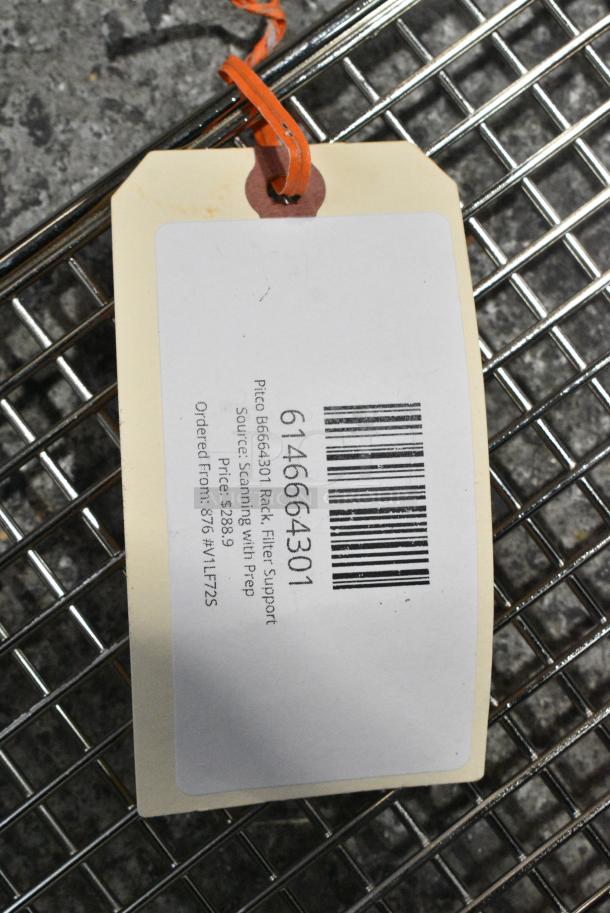 6146664301
Pitco B6664301 Rack, Filter Support
Source: Scanning with Prep
Price: $288.9
Ordered From: 876 #V1LF72S